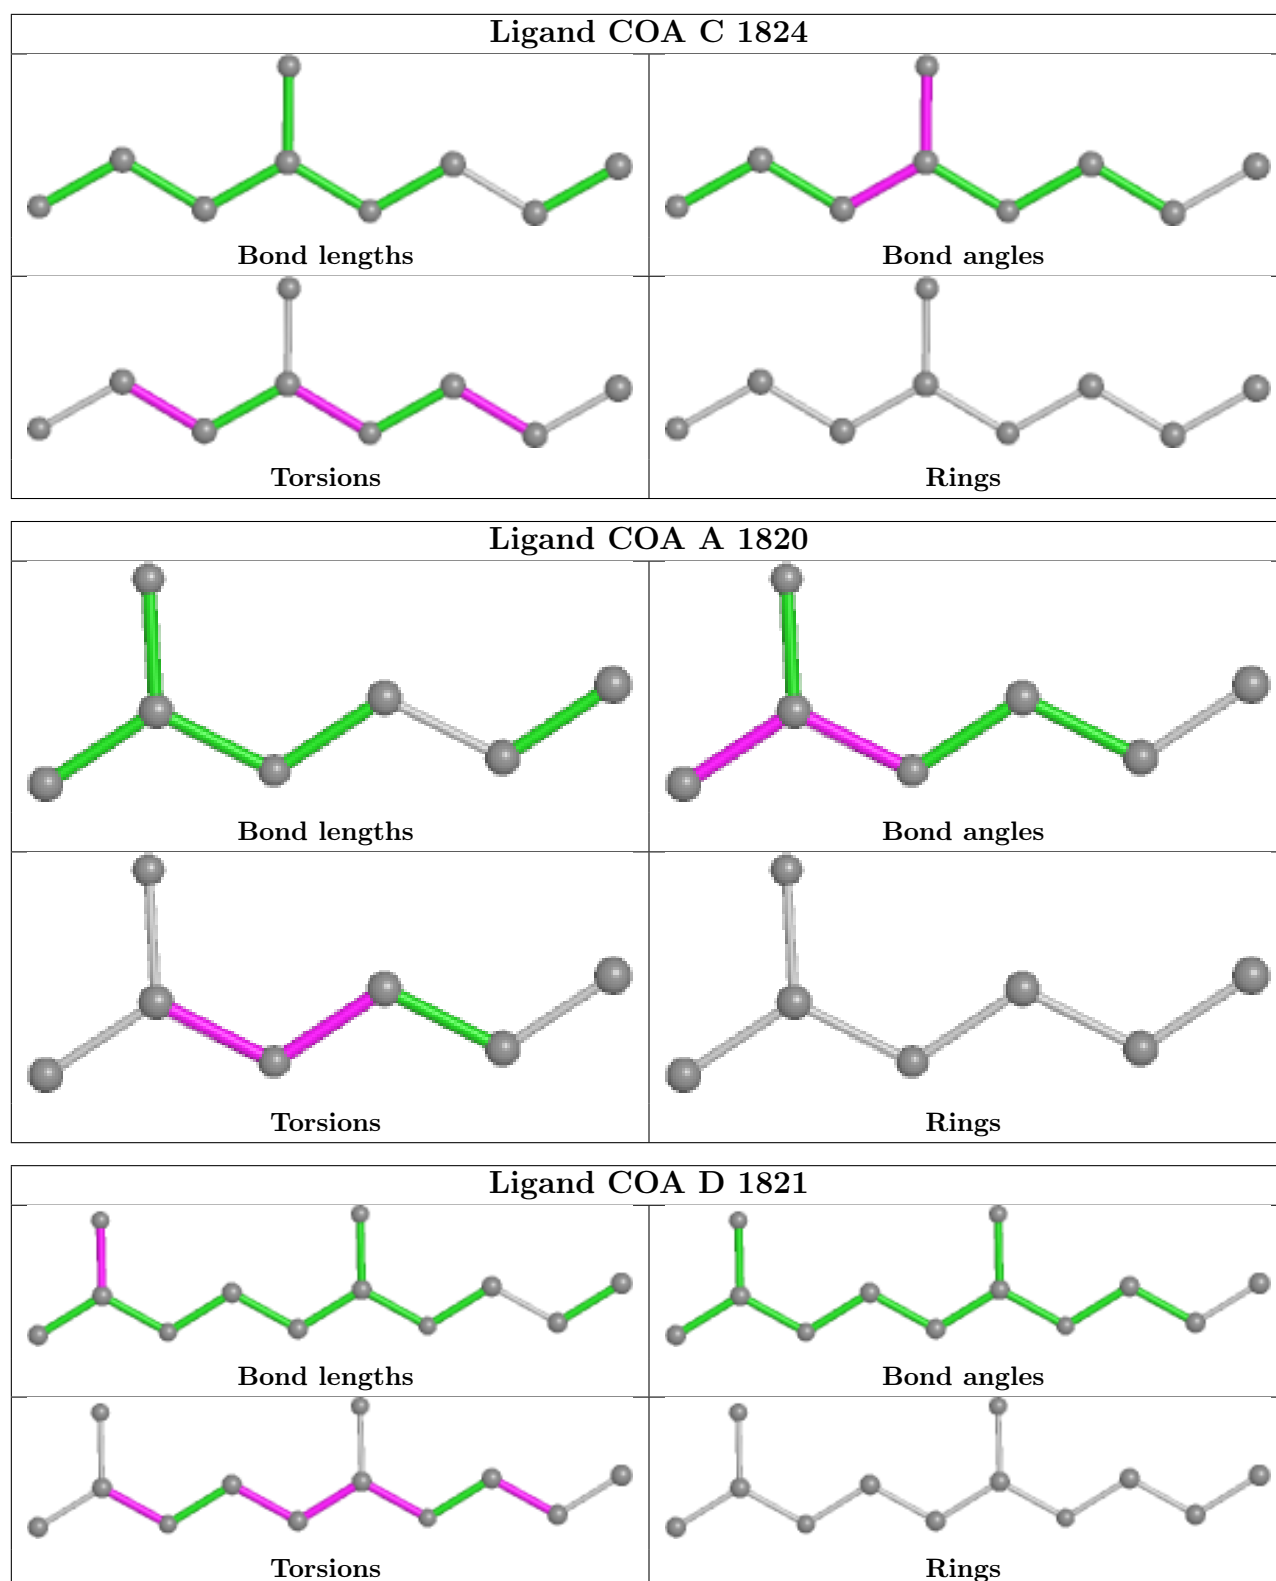 Ligand COA C 1824
Bond lengths
Bond angles
Torsions
Rings
Ligand COA A 1820
Bond lengths
Bond angles
Torsions
Rings
Ligand COA D 1821
Bond lengths
Bond angles
Torsions
Rings